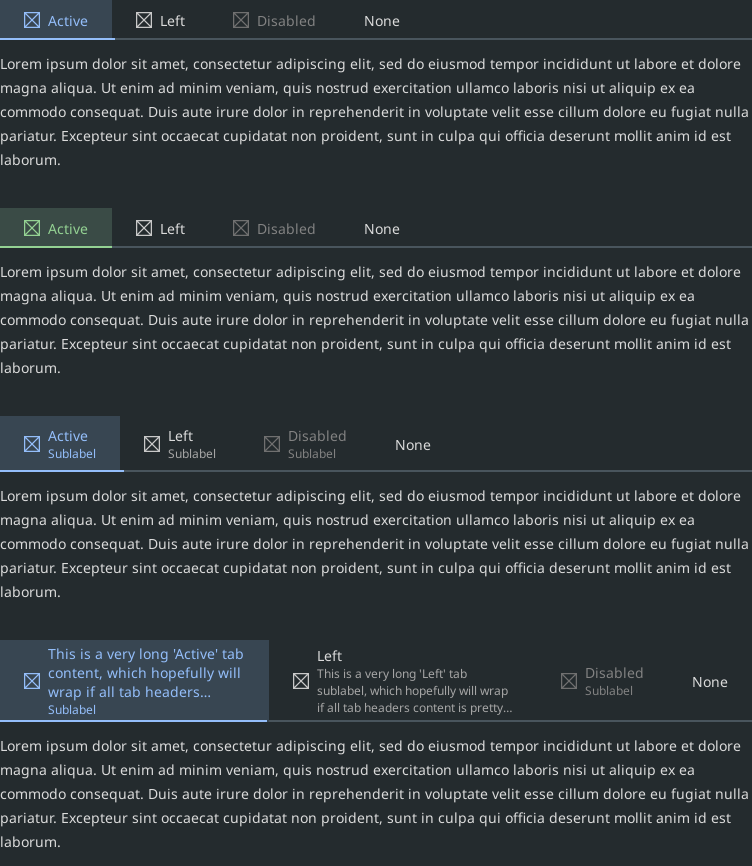 Active Left Disabled None
Lorem ipsum dolor sit amet, consectetur adipiscing elit, sed do eiusmod tempor incididunt ut labore et dolore
magna aliqua. Ut enim ad minim veniam, quis nostrud exercitation ullamco laboris nisi ut aliquip ex ea
commodo consequat. Duis aute irure dolor in reprehenderit in voluptate velit esse cillum dolore eu fugiat nulla
pariatur. Excepteur sint occaecat cupidatat non proident, sunt in culpa qui officia deserunt mollit anim id est
laborum.
Active Left Disabled None
Lorem ipsum dolor sit amet, consectetur adipiscing elit, sed do eiusmod tempor incididunt ut labore et dolore
magna aliqua. Ut enim ad minim veniam, quis nostrud exercitation ullamco laboris nisi ut aliquip ex ea
commodo consequat. Duis aute irure dolor in reprehenderit in voluptate velit esse cillum dolore eu fugiat nulla
pariatur. Excepteur sint occaecat cupidatat non proident, sunt in culpa qui officia deserunt mollit anim id est
laborum.
Active
Sublabel
Left
Sublabel
Disabled
Sublabel
None
Lorem ipsum dolor sit amet, consectetur adipiscing elit, sed do eiusmod tempor incididunt ut labore et dolore
magna aliqua. Ut enim ad minim veniam, quis nostrud exercitation ullamco laboris nisi ut aliquip ex ea
commodo consequat. Duis aute irure dolor in reprehenderit in voluptate velit esse cillum dolore eu fugiat nulla
pariatur. Excepteur sint occaecat cupidatat non proident, sunt in culpa qui officia deserunt mollit anim id est
laborum.
This is a very long 'Active' tab
content, which hopefully will
wrap if all tab headers...
Sublabel
Left
This is a very long 'Left' tab
sublabel, which hopefully will wrap
if all tab headers content is pretty...
Disabled
Sublabel
None
Lorem ipsum dolor sit amet, consectetur adipiscing elit, sed do eiusmod tempor incididunt ut labore et dolore
magna aliqua. Ut enim ad minim veniam, quis nostrud exercitation ullamco laboris nisi ut aliquip ex ea
commodo consequat. Duis aute irure dolor in reprehenderit in voluptate velit esse cillum dolore eu fugiat nulla
pariatur. Excepteur sint occaecat cupidatat non proident, sunt in culpa qui officia deserunt mollit anim id est
laborum.